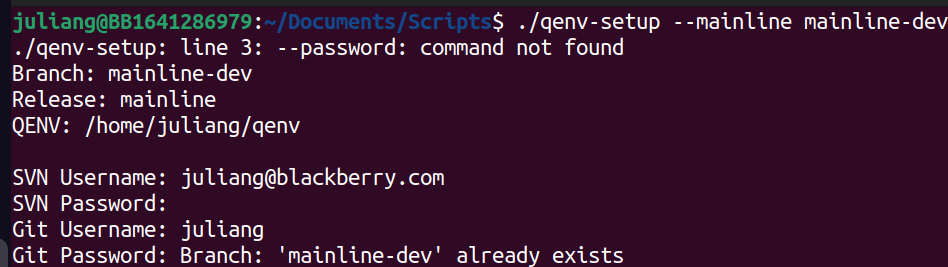 juliang@BB1641286979:~/Documents/Scripts$ ./qenv-setup --mainline mainline-dev
./qenv-setup: line 3: --password: command not found
Branch: mainline-dev
Release: mainline
QENV: /home/juliang/qenv
SVN Username: juliang@blackberry.com
SVN Password:
Git Username: juliang
Git Password: Branch: 'mainline-dev' already exists